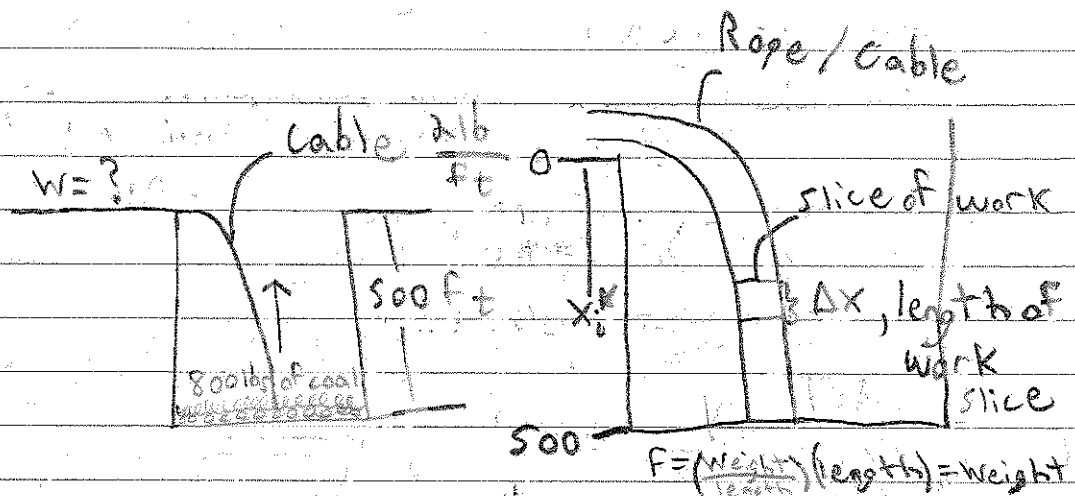 Rope / Cable
Cable 2lb/ft
W = ?
500 ft
800 lbs of coal
0
slice of work
Xi*
Δx, length of
work
slice
500
F = (weight/length)(length) = weight